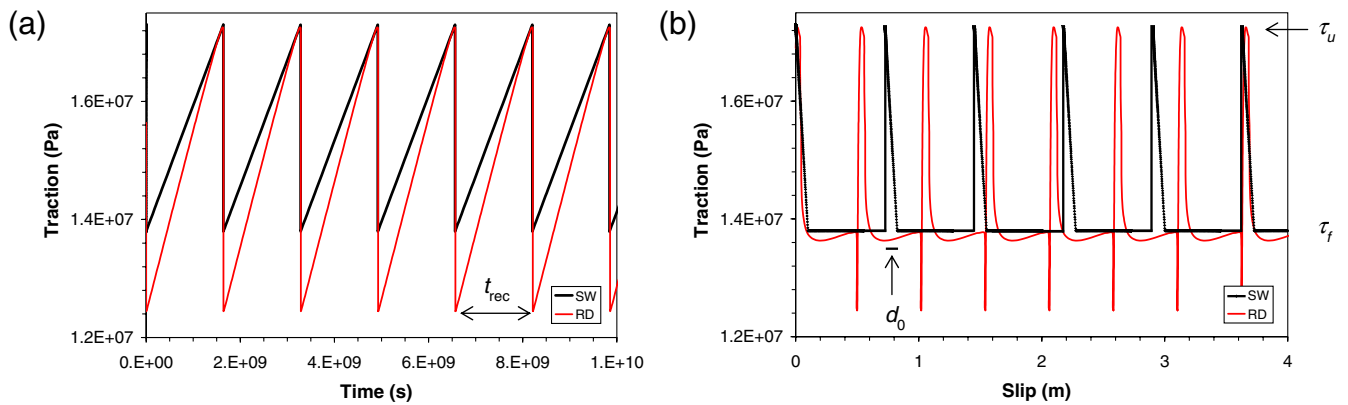 (a)
Traction (Pa)
1.6E+07
1.4E+07
1.2E+07
0.E+00 2.E+09 4.E+09 6.E+09 8.E+09 1.E+10
Time (s)
t_rec
SW
RD
(b)
Traction (Pa)
1.6E+07
1.4E+07
1.2E+07
0 1 2 3 4
Slip (m)
τ_u
τ_f
d_0
SW
RD